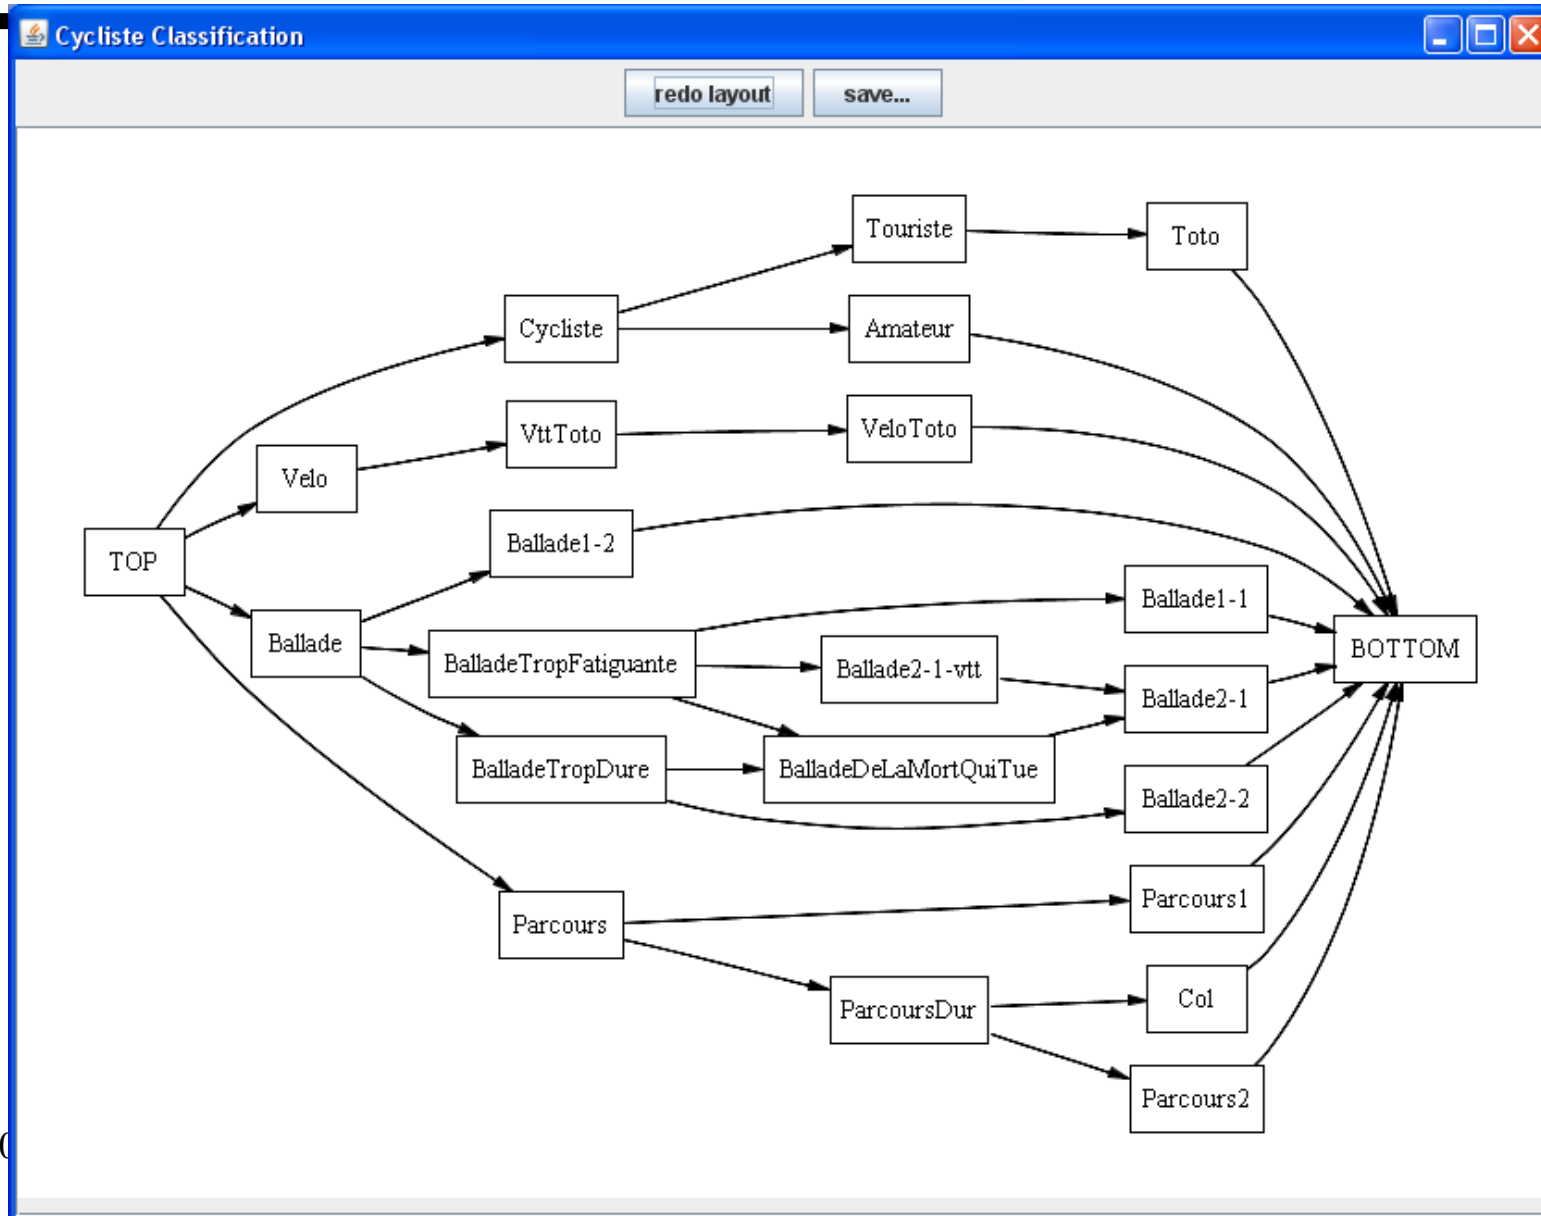 Cycliste Classification
redo layout
save...
Touriste
Toto
Cycliste
Amateur
VttToto
VeloToto
Velo
Ballade1-2
TOP
Ballade1-1
Ballade
BalladeTropFatiguante
Ballade2-1-vtt
BOTTOM
Ballade2-1
BalladeTropDure
BalladeDeLaMortQuiTue
Ballade2-2
Parcours1
Parcours
ParcoursDur
Col
Parcours2